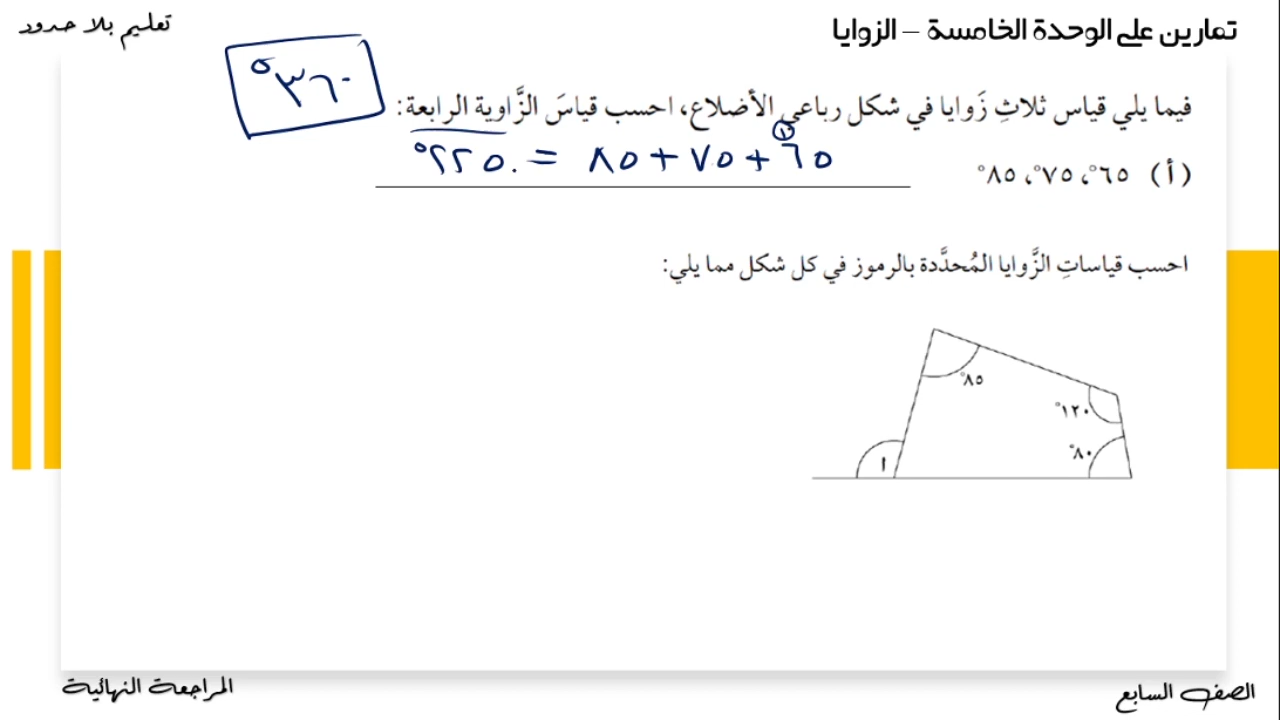 تمارين على الوحدة الخامسة – الزوايا
تعليم بلا حدود
°٣٦٠
فيما يلي قياس ثلاثِ زَوايا في شكل رباعي الأضلاع، احسب قياسَ الزَّاوية الرابعة:
١
٦٥ + ٧٥ + ٨٥ = ٢٢٥°
(أ) ٦٥°، ٧٥°، ٨٥°
احسب قياساتِ الزَّوايا المُحدَّدة بالرموز في كل شكل مما يلي:
٨٥°
١٢٠°
٨٠°
أ
الصف السابع
المراجعة النهائية